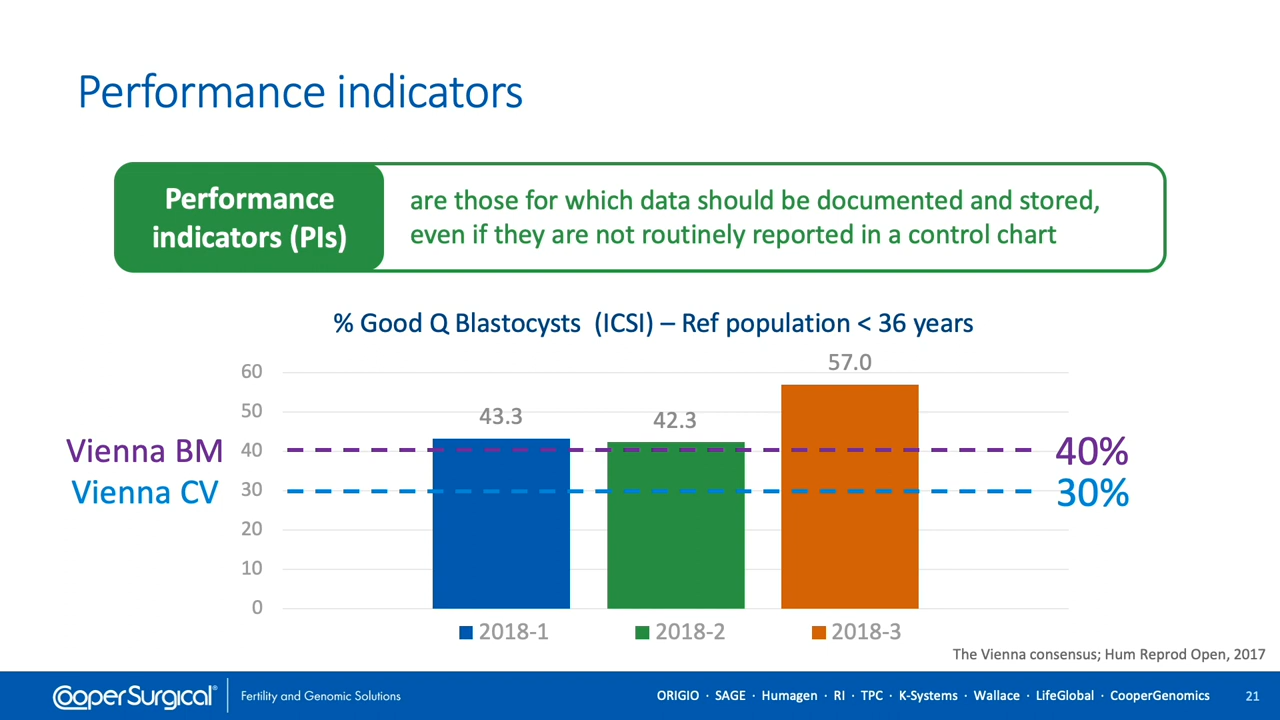 Performance indicators
Performance
indicators (PIs)
are those for which data should be documented and stored,
even if they are not routinely reported in a control chart
% Good Q Blastocysts (ICSI) – Ref population < 36 years
60
50
40
30
20
10
0
Vienna BM
Vienna CV
43.3
42.3
57.0
40%
30%
2018-1
2018-2
2018-3
The Vienna consensus; Hum Reprod Open, 2017
CooperSurgical®
Fertility and Genomic Solutions
ORIGIO · SAGE · Humagen · RI · TPC · K-Systems · Wallace · LifeGlobal · CooperGenomics
21